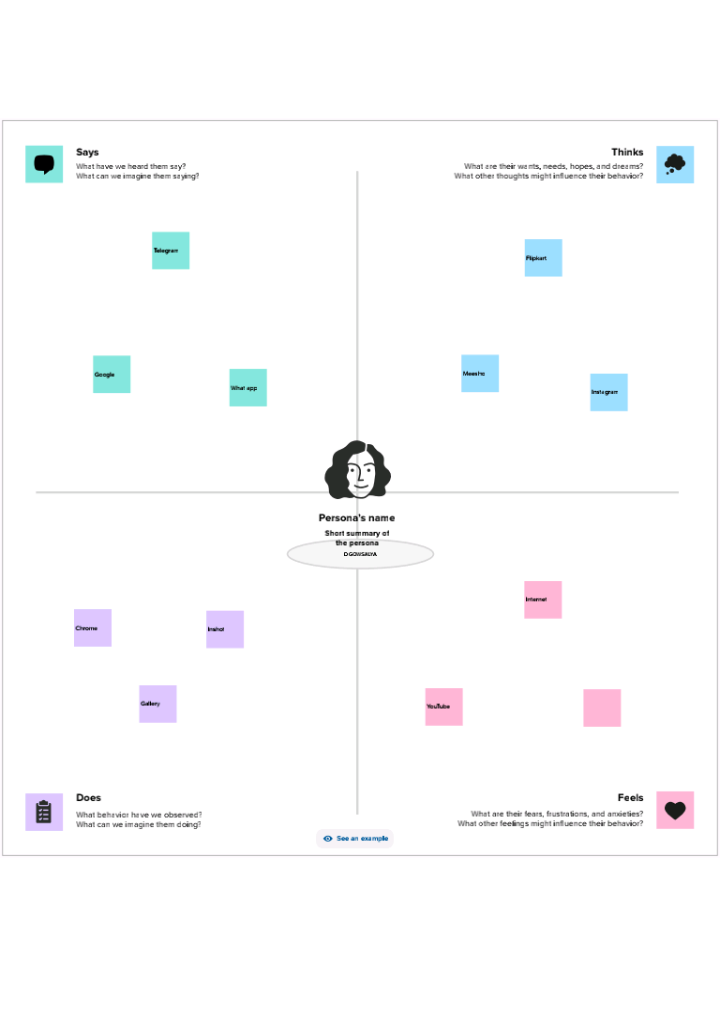 Says
What have we heard them say?
What can we imagine them saying?
Thinks
What are their wants, needs, hopes, and dreams?
What other thoughts might influence their behavior?
Telegram
Flipkart
Google
What app
Meesho
Instagram
Persona's name
Short summary of
the persona
D.GOWSALYA
Chrome
Inshot
Gallery
Internet
YouTube
Does
What behavior have we observed?
What can we imagine them doing?
Feels
What are their fears, frustrations, and anxieties?
What other feelings might influence their behavior?
See an example